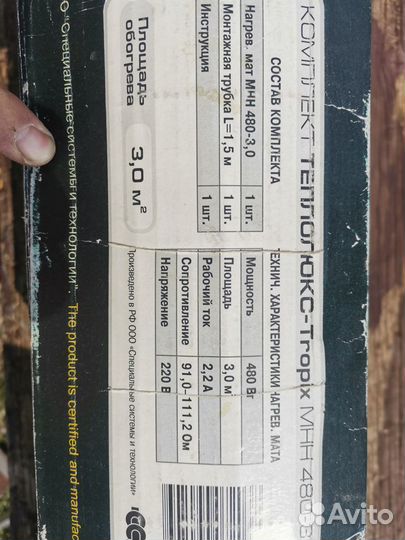 КОМПЛЕКТ ТЕПЛОЛЮКС-Tropix МНН 480
СОСТАВ КОМПЛЕКТА
Нагрев. мат МНН 480-3,0 1 шт.
Монтажная трубка L=1,5 м 1 шт.
Инструкция 1 шт.
Площадь
обогрева
3,0 м²
ТЕХНИЧ. ХАРАКТЕРИСТИКИ НАГРЕВ. МАТА
Мощность 480 Вт
Площадь 3,0 м
Рабочий ток 2,2 А
Сопротивление 91,0-111,2 Ом
Напряжение 220 В
Произведено в РФ ООО «Специальные
системы и технологии»
О "Специальные системы и технологии".
The product is certified and manufac
Avito